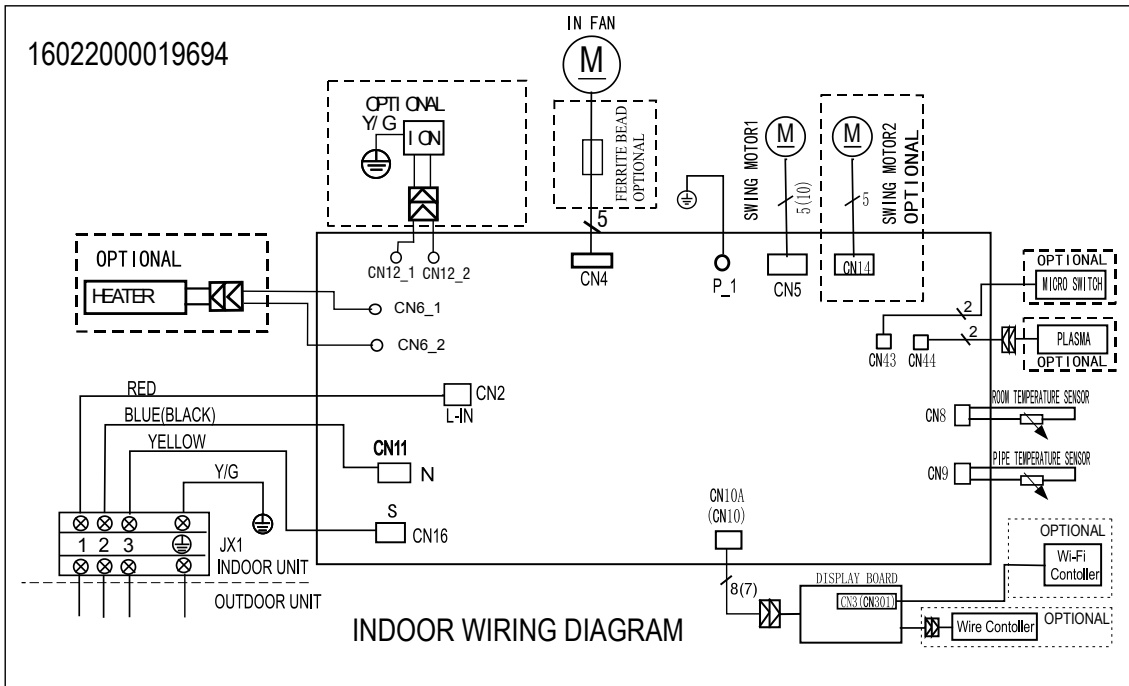 16022000019694
IN FAN
M
OPTIONAL
Y/G
ION
FERRITE BEAD
OPTIONAL
5
SWING MOTOR1
M
5(10)
M
5
SWING MOTOR2
OPTIONAL
OPTIONAL
HEATER
CN12_1
CN12_2
CN4
P_1
CN5
CN14
OPTIONAL
MICRO SWITCH
2
CN6_1
CN6_2
CN43
CN44
2
PLASMA
OPTIONAL
RED
CN2
L-IN
BLUE(BLACK)
CN11
N
YELLOW
Y/G
S
CN16
CN8
ROOM TEMPERATURE SENSOR
CN9
PIPE TEMPERATURE SENSOR
CN10A
(CN10)
1 2 3
JX1
INDOOR UNIT
OUTDOOR UNIT
8(7)
DISPLAY BOARD
CN3(CN301)
OPTIONAL
Wi-Fi
Contoller
Wire Contoller
OPTIONAL
INDOOR WIRING DIAGRAM